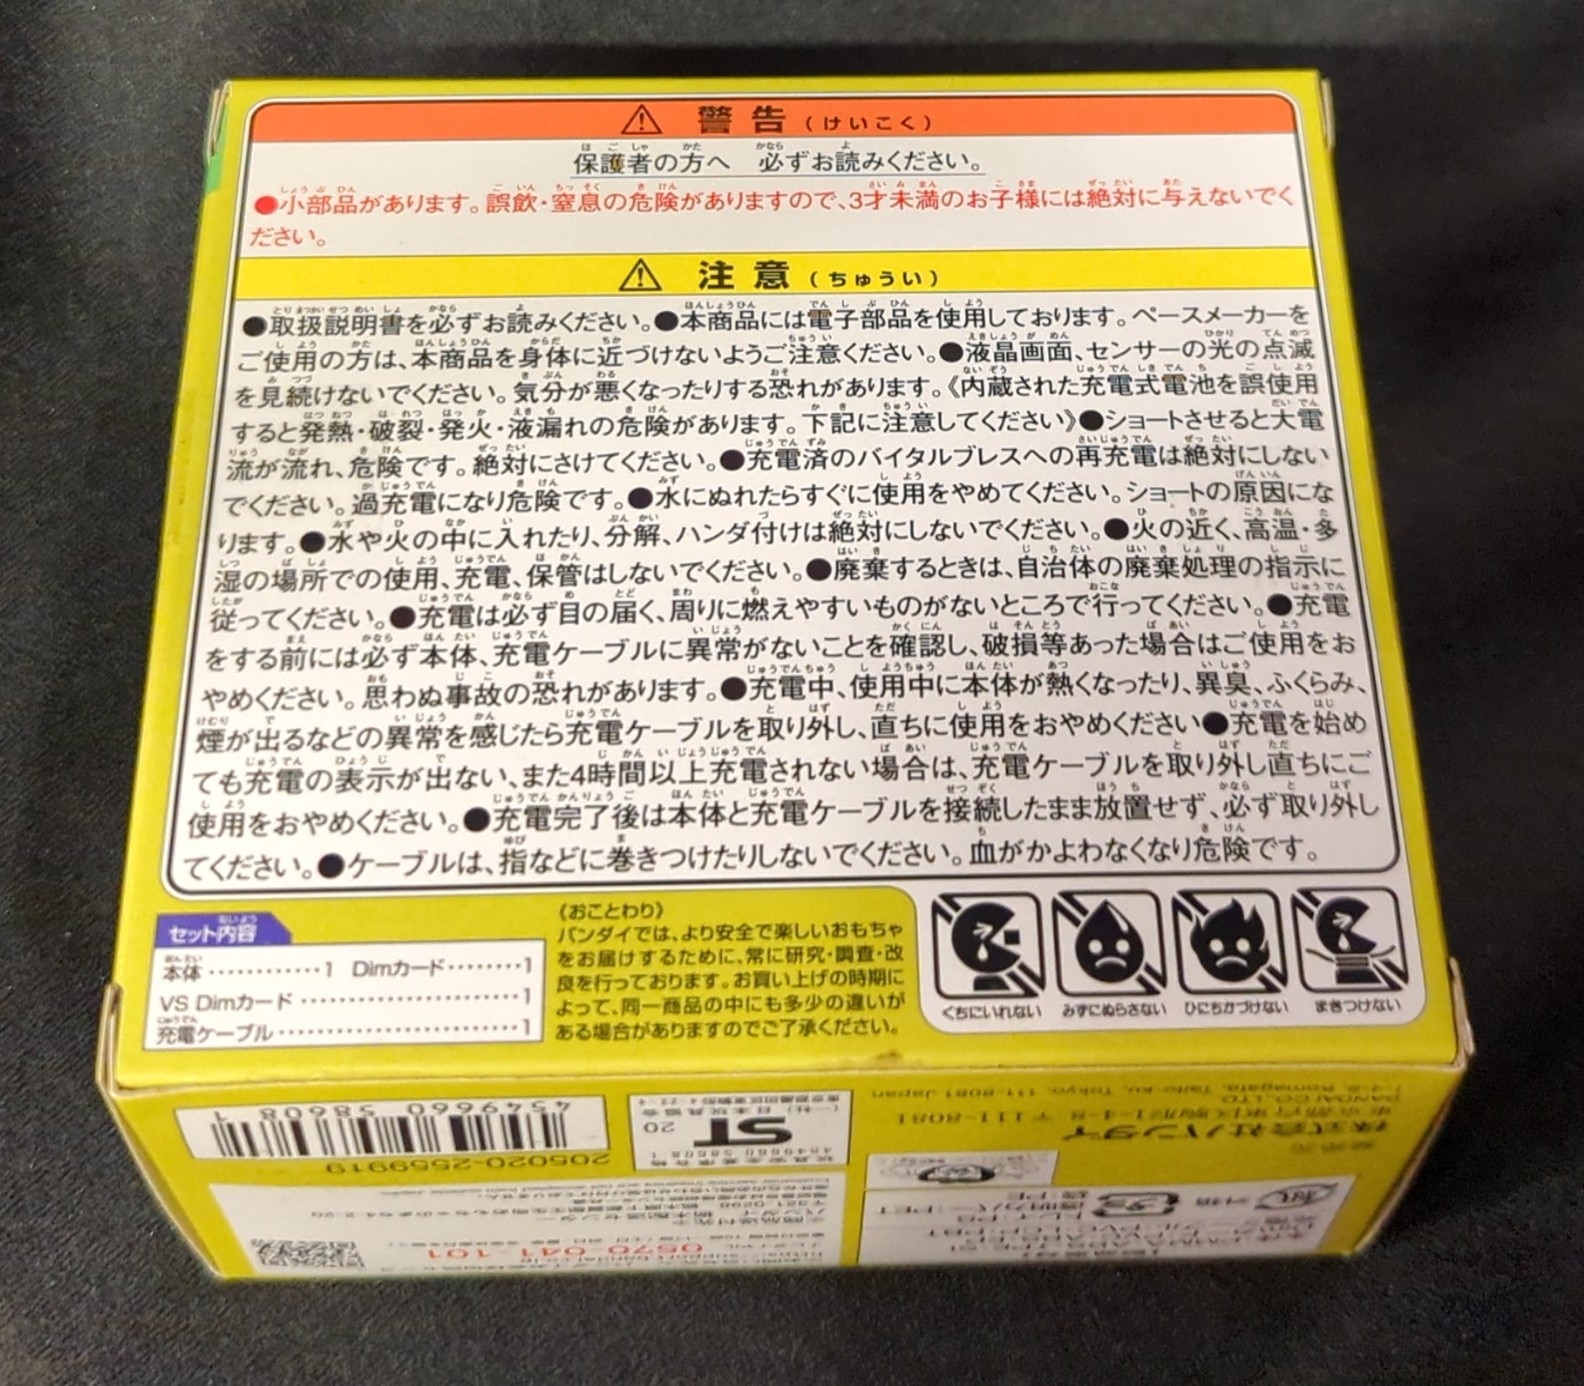 警告(けいこく)
保護者の方へ 必ずお読みください。
●小部品があります。誤飲・窒息の危険がありますので、3才未満のお子様には絶対に与えないでく
ださい。
注意(ちゅうい)
●取扱説明書を必ずお読みください。●本商品には電子部品を使用しております。ペースメーカーを
ご使用の方は、本商品を身体に近づけないようご注意ください。●液晶画面、センサーの光の点滅
を見続けないでください。気分が悪くなったりする恐れがあります。《内蔵された充電式電池を誤使用
すると発熱・破裂・発火・液漏れの危険があります。下記に注意してください》●ショートさせると大電
流が流れ、危険です。絶対にさけてください。●充電済のバイタルブレスへの再充電は絶対にしない
でください。過充電になり危険です。●水にぬれたらすぐに使用をやめてください。ショートの原因にな
ります。●水や火の中に入れたり、分解、ハンダ付けは絶対にしないでください。●火の近く、高温・多
湿の場所での使用、充電、保管はしないでください。●廃棄するときは、自治体の廃棄処理の指示に
従ってください。●充電は必ず目の届く、周りに燃えやすいものがないところで行ってください。●充電
をする前には必ず本体、充電ケーブルに異常がないことを確認し、破損等あった場合はご使用をお
やめください。思わぬ事故の恐れがあります。●充電中、使用中に本体が熱くなったり、異臭、ふくらみ、
煙が出るなどの異常を感じたら充電ケーブルを取り外し、直ちに使用をおやめください●充電を始め
ても充電の表示が出ない、また4時間以上充電されない場合は、充電ケーブルを取り外し直ちにご
使用をおやめください。●充電完了後は本体と充電ケーブルを接続したまま放置せず、必ず取り外し
てください。●ケーブルは、指などに巻きつけたりしないでください。血がかよわなくなり危険です。
セット内容
本体…………1 Dimカード………1
VS Dimカード………………………1
充電ケーブル…………………………1
《おことわり》
バンダイでは、より安全で楽しいおもちゃ
をお届けするために、常に研究・調査・改
良を行っております。お買い上げの時期に
よって、同一商品の中にも多少の違いが
ある場合がありますのでご了承ください。
くちにいれない みずにぬらさない ひにちかづけない まきつけない
4549660 586081
205020-2559919
ST
20
4549660 586081
発売元
株式会社バンダイ
〒111-8081
BANDAI CO.,LTD.
1-4-8, Komagata, Taito-ku, Tokyo, 111-8081 Japan
0570-041-101